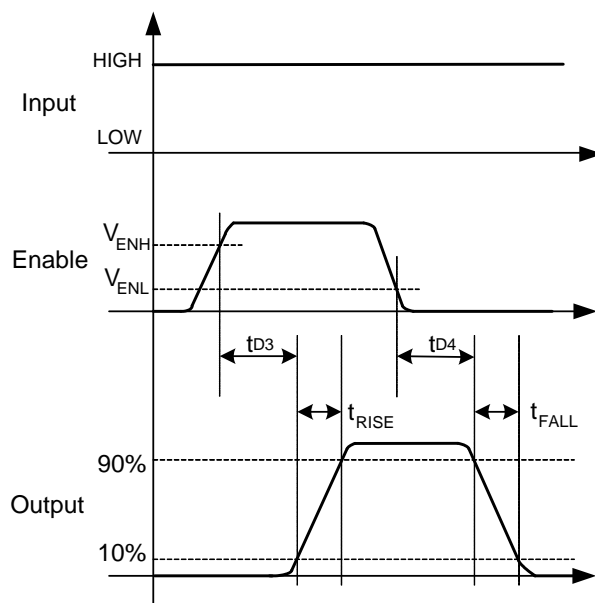 HIGH
Input
LOW
VENH
Enable
VENL
tD3
tD4
tRISE
tFALL
90%
Output
10%